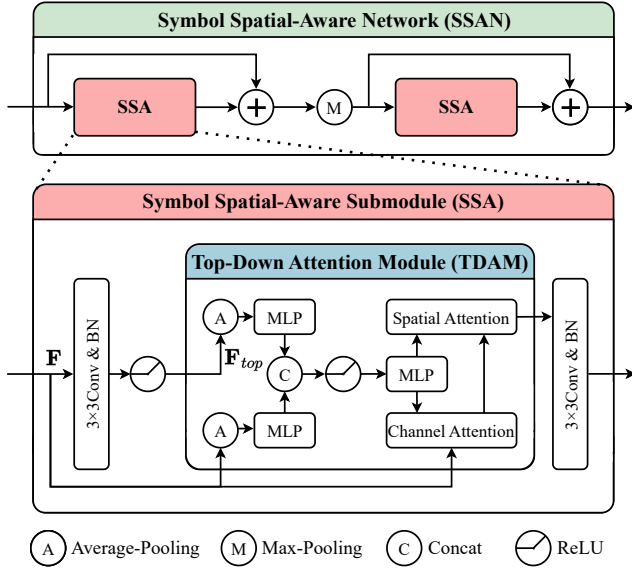 Symbol Spatial-Aware Network (SSAN)
SSA
M
SSA
Symbol Spatial-Aware Submodule (SSA)
Top-Down Attention Module (TDAM)
A
MLP
Spatial Attention
F
3×3Conv & BN
F_top
C
MLP
3×3Conv & BN
A
MLP
Channel Attention
A Average-Pooling
M Max-Pooling
C Concat
ReLU